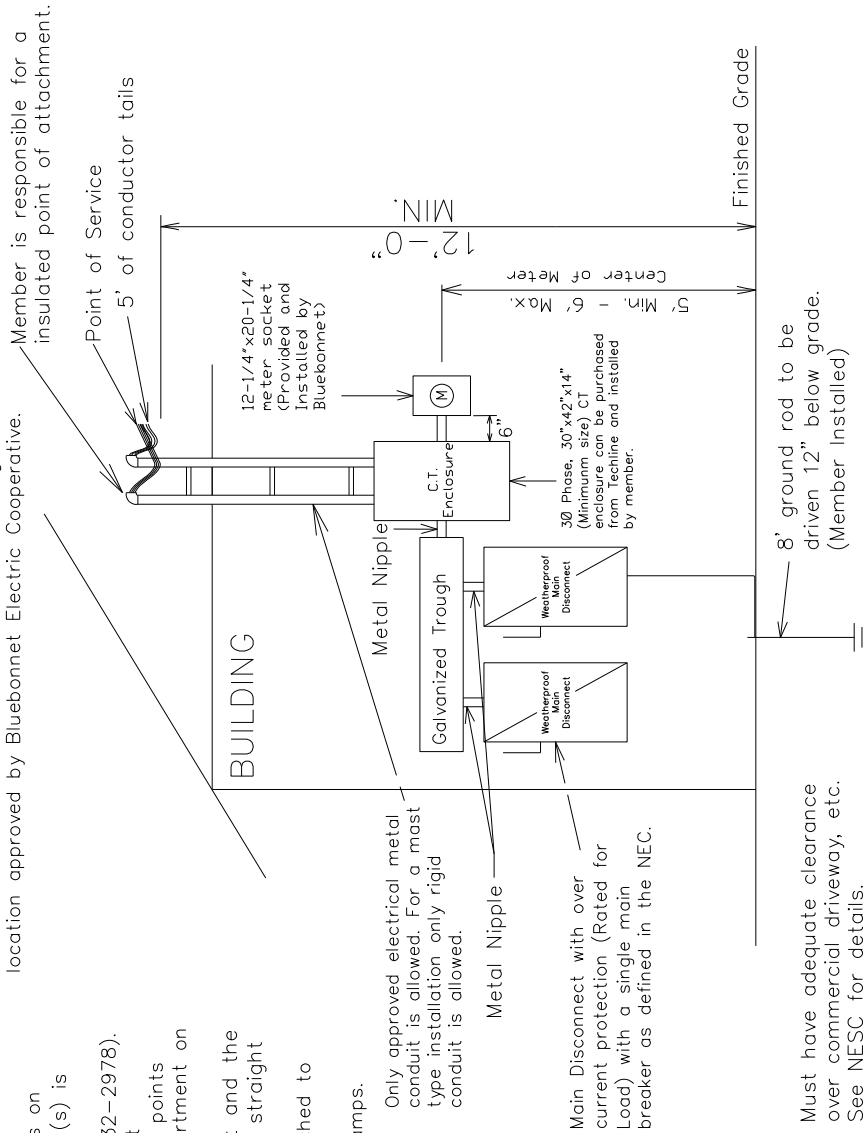 location approved by Bluebonnet Electric Cooperative.
s on
(s) is
32-2978).
t points
rtment on
t and the
straight
hed to
amps.
Member is responsible for a
insulated point of attachment.
Point of Service
5' of conductor tails
12-1/4"x20-1/4"
meter socket
(Provided and
Installed by
Bluebonnet)
12'-0"
MIN.
5' Min. - 6' Max.
Center of Meter
Finished Grade
BUILDING
Metal Nipple
C.T.
Enclosure
M
6"
Galvanized Trough
Weatherproof
Main
Disconnect
Weatherproof
Main
Disconnect
3Ø Phase, 30"x42"x14"
(Minimunm size) CT
enclosure can be purchased
from Techline and installed
by member.
Only approved electrical metal
conduit is allowed. For a mast
type installation only rigid
conduit is allowed.
Metal Nipple
Main Disconnect with over
current protection (Rated for
Load) with a single main
breaker as defined in the NEC.
8' ground rod to be
driven 12" below grade.
(Member Installed)
Must have adequate clearance
over commercial driveway, etc.
See NESC for details.